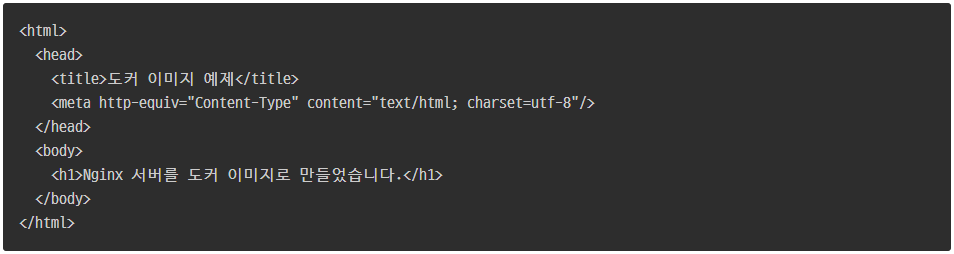 <html>
  <head>
    <title>도커 이미지 예제</title>
    <meta http-equiv="Content-Type" content="text/html; charset=utf-8"/>
  </head>
  <body>
    <h1>Nginx 서버를 도커 이미지로 만들었습니다.</h1>
  </body>
</html>